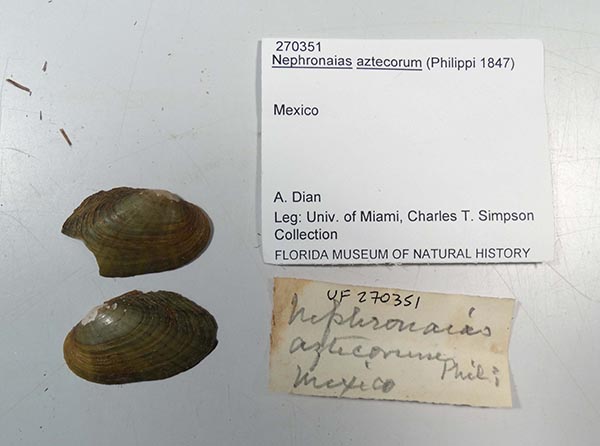 270351
Nephronaias aztecorum (Philippi 1847)
Mexico
A. Dian
Leg: Univ. of Miami, Charles T. Simpson
Collection
FLORIDA MUSEUM OF NATURAL HISTORY
UF 270351
Nephronaias
aztecorum Phili
Mexico